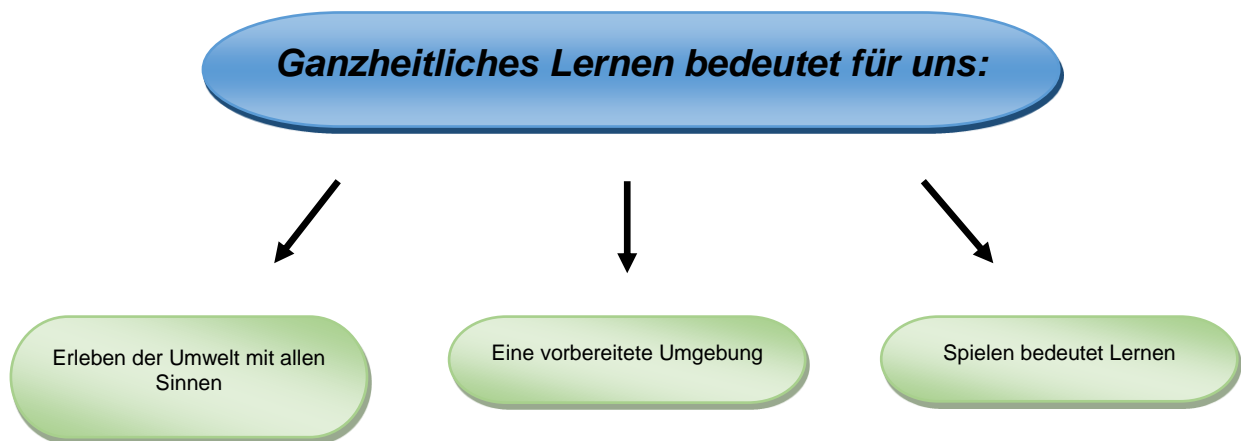 Ganzheitliches Lernen bedeutet für uns:
Erleben der Umwelt mit allen
Sinnen
Eine vorbereitete Umgebung
Spielen bedeutet Lernen